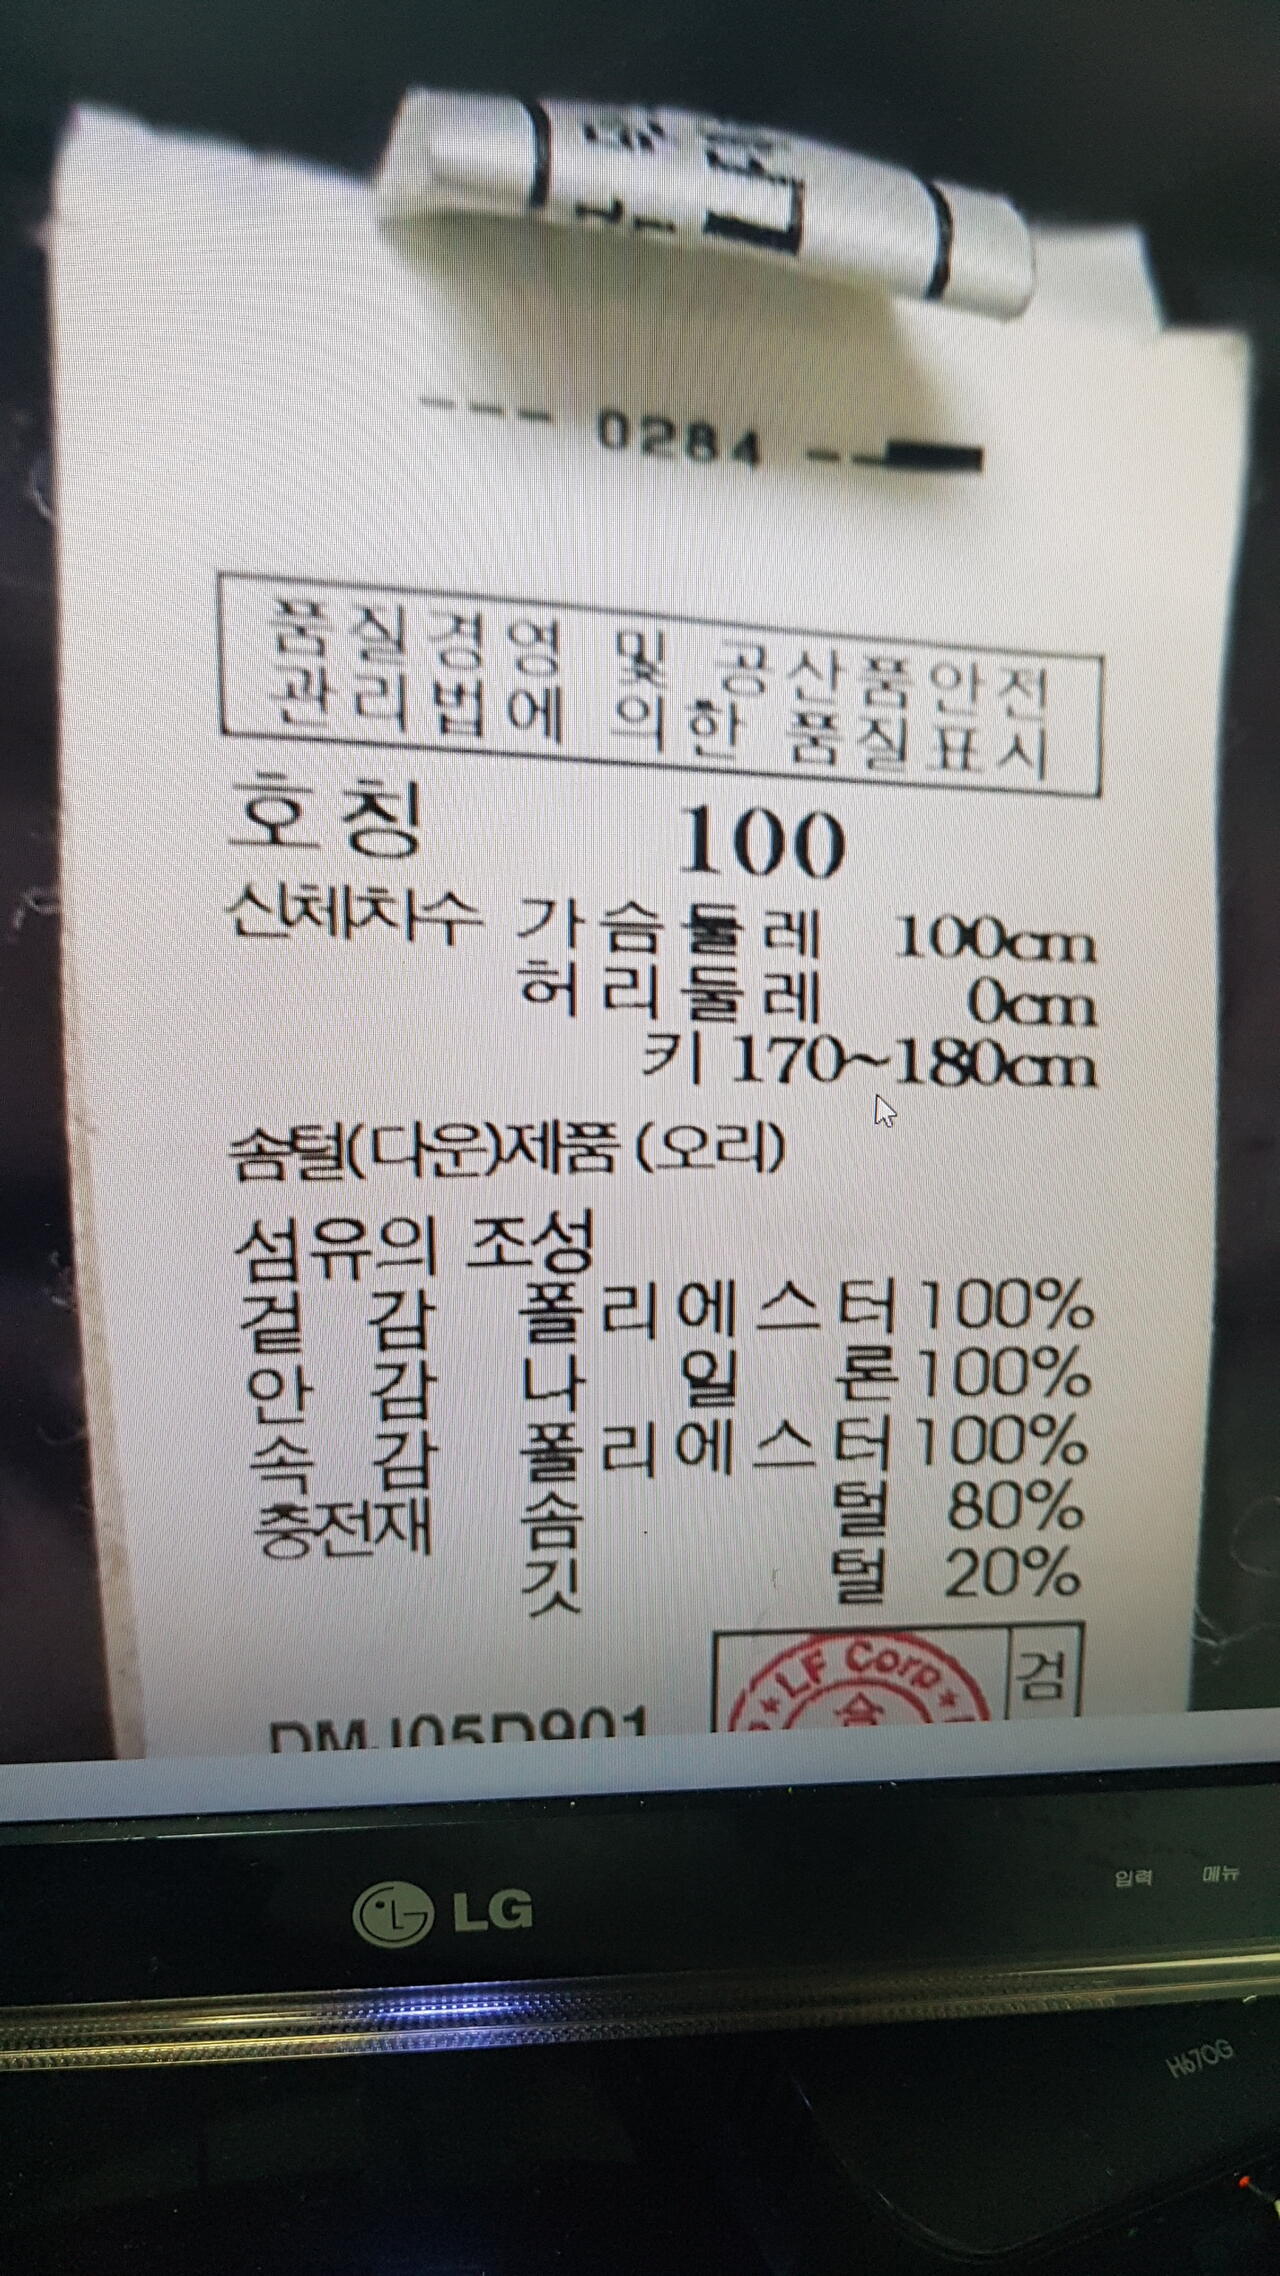 --- 0284 --
품질경영 및 공산품안전
관리법에 의한 품질표시
호칭 100
신체치수 가슴둘레 100cm
허리둘레 0cm
키 170~180cm
솜털(다운)제품 (오리)
섬유의 조성
겉감 폴리에스터 100%
안감 나일론 100%
속감 폴리에스터 100%
충전재 솜털 80%
깃털 20%
LF Corp
검
DMJ05D901
LG
입력 메뉴
H670G